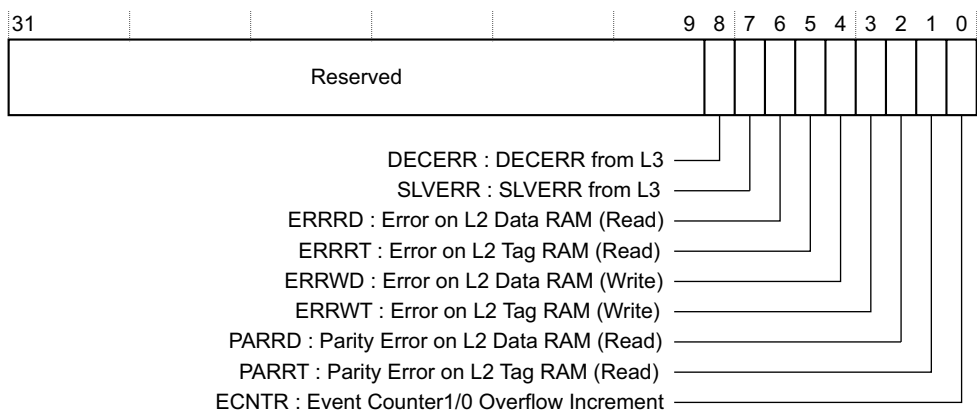 31 9 8 7 6 5 4 3 2 1 0
Reserved
DECERR : DECERR from L3
SLVERR : SLVERR from L3
ERRRD : Error on L2 Data RAM (Read)
ERRRT : Error on L2 Tag RAM (Read)
ERRWD : Error on L2 Data RAM (Write)
ERRWT : Error on L2 Tag RAM (Write)
PARRD : Parity Error on L2 Data RAM (Read)
PARRT : Parity Error on L2 Tag RAM (Read)
ECNTR : Event Counter1/0 Overflow Increment